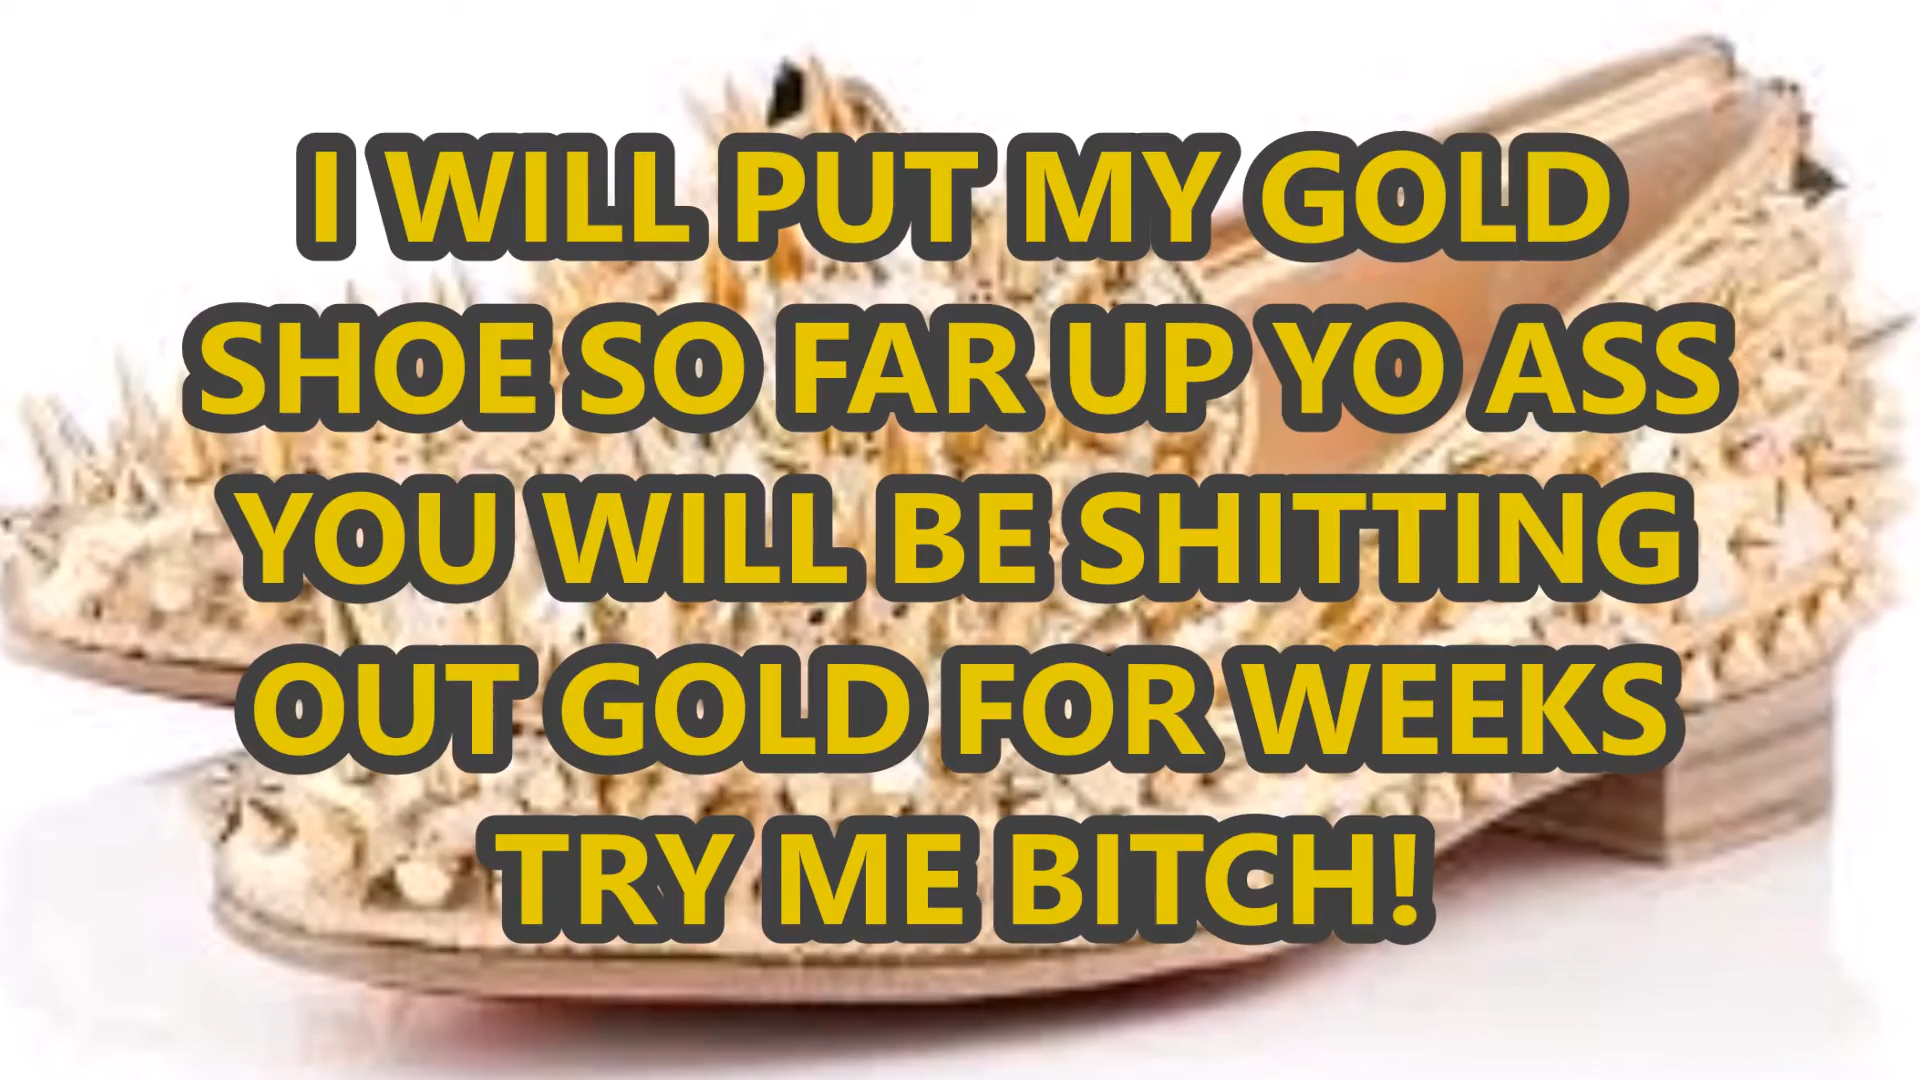 I WILL PUT MY GOLD
SHOE SO FAR UP YO ASS
YOU WILL BE SHITTING
OUT GOLD FOR WEEKS
TRY ME BITCH!